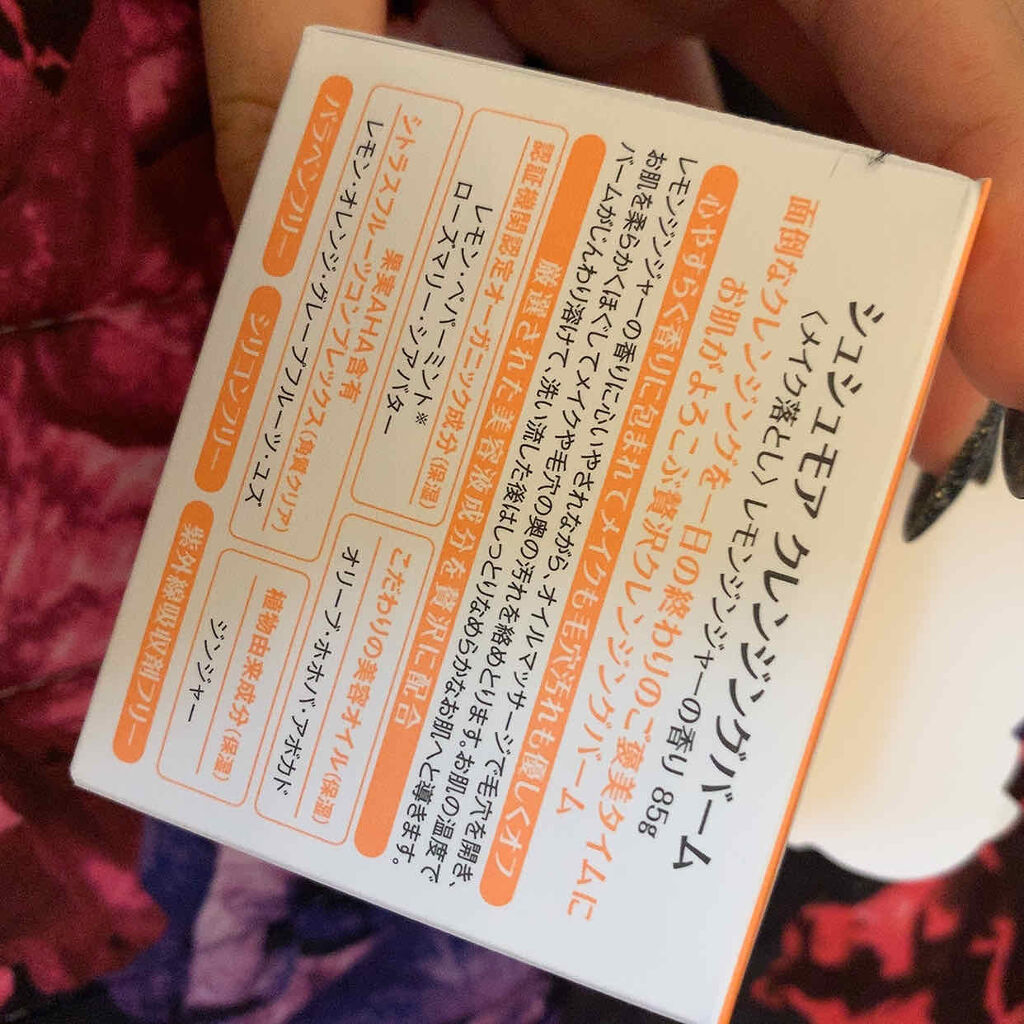 シュシュモア クレンジングバーム
〈メイク落とし〉レモンジンジャーの香り 85g
面倒なクレンジングを一日の終わりのご褒美タイムに
お肌がよろこぶ贅沢クレンジングバーム
心やすらぐ香りに包まれてメイクも毛穴汚れも優しくオフ
レモンジンジャーの香りに心いやされながら、オイルマッサージで毛穴を開き、
お肌を柔らかくほぐしてメイクや毛穴の奥の汚れを絡めとります。お肌の温度で
バームがじんわり溶けて、洗い流した後はしっとりなめらかなお肌へと導きます。
厳選された美容液成分を贅沢に配合
認証機関認定オーガニック成分(保湿)
レモン・ペパーミント※
ローズマリー・シアバター
こだわりの美容オイル(保湿)
オリーブ・ホホバ・アボカド
果実AHA含有
シトラスフルーツコンプレックス(角質クリア)
レモン・オレンジ・グレープフルーツ・ユズ
植物由来成分(保湿)
ジンジャー
パラベンフリー
シリコンフリー
紫外線吸収剤フリー